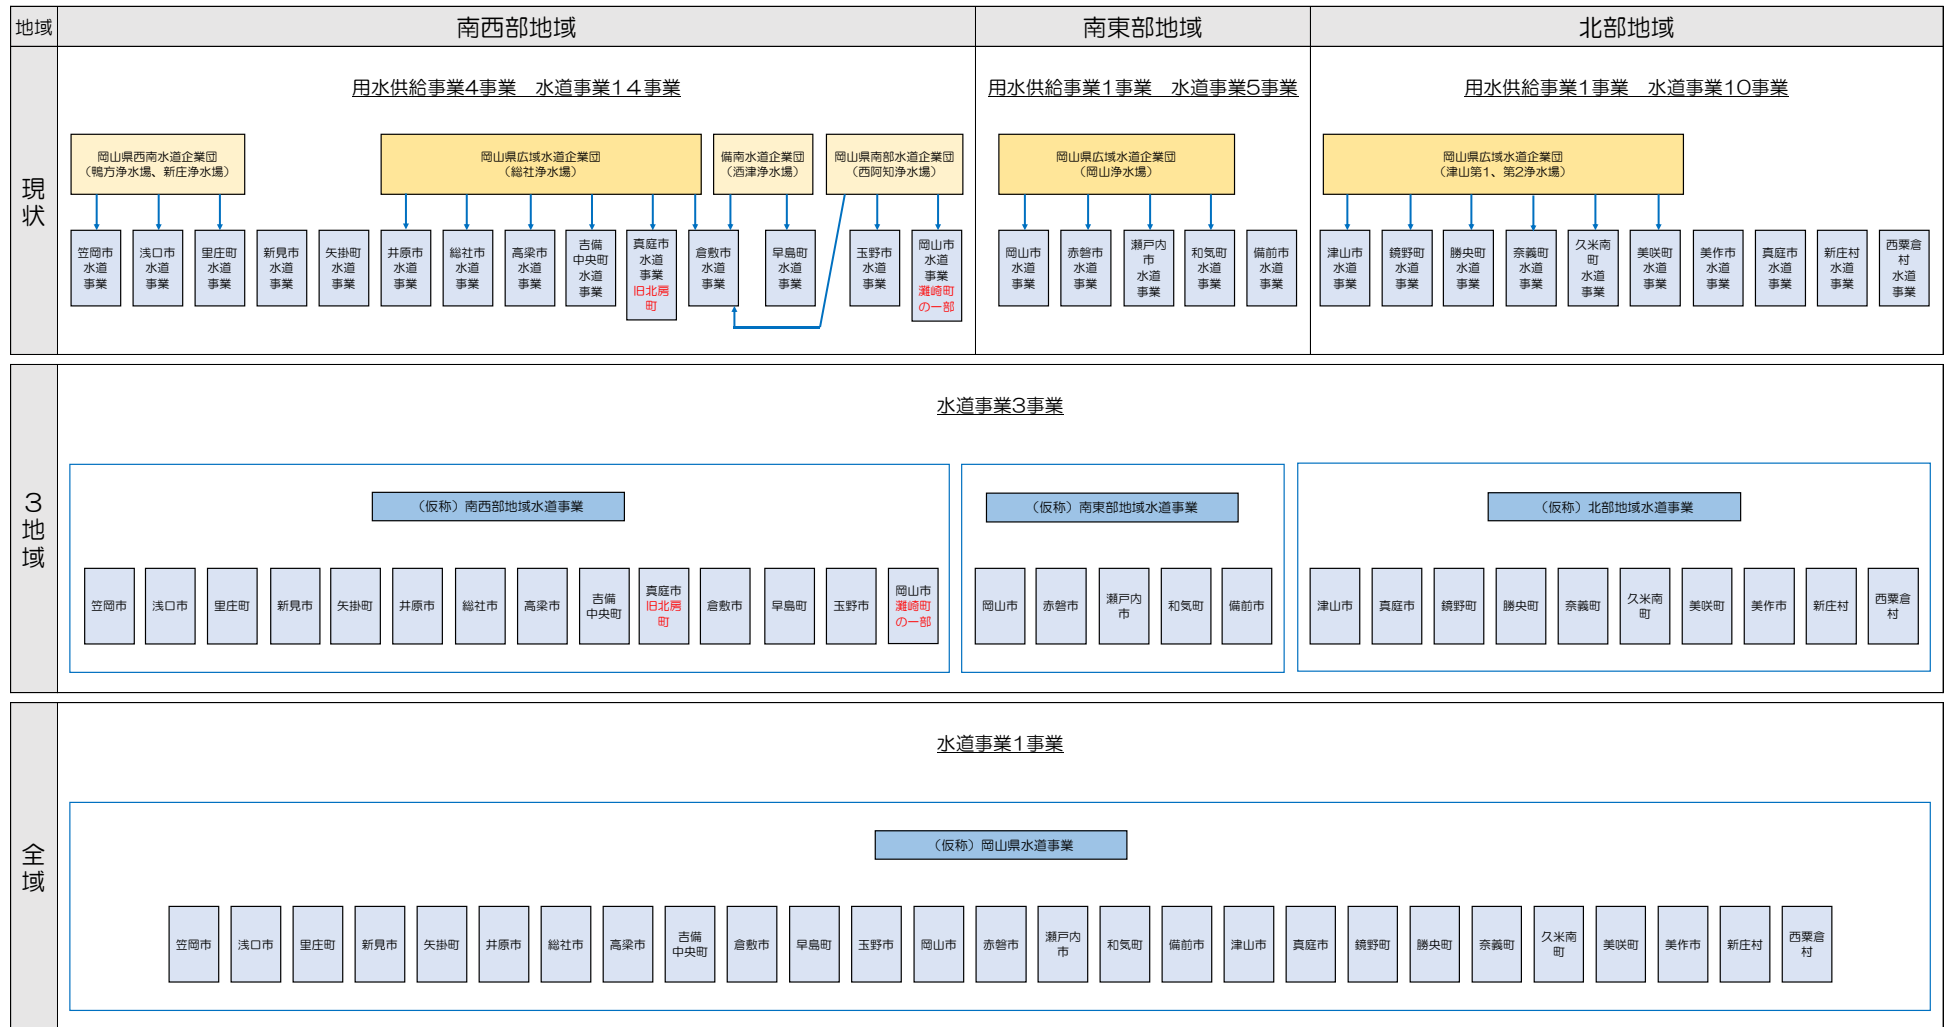 地域
南西部地域
南東部地域
北部地域
現状
用水供給事業4事業　水道事業14事業
用水供給事業1事業　水道事業5事業
用水供給事業1事業　水道事業10事業
岡山県西南水道企業団
（鴨方浄水場、新庄浄水場）
岡山県広域水道企業団
（総社浄水場）
備南水道企業団
（酒津浄水場）
岡山県南部水道企業団
（西阿知浄水場）
岡山県広域水道企業団
（岡山浄水場）
岡山県広域水道企業団
（津山第1、第2浄水場）
笠岡市
水道
事業
浅口市
水道
事業
里庄町
水道
事業
新見市
水道
事業
矢掛町
水道
事業
井原市
水道
事業
総社市
水道
事業
高梁市
水道
事業
吉備
中央町
水道
事業
真庭市
水道
事業
旧北房
町
倉敷市
水道
事業
早島町
水道
事業
玉野市
水道
事業
岡山市
水道
事業
灘崎町
の一部
岡山市
水道
事業
赤磐市
水道
事業
瀬戸内
市
水道
事業
和気町
水道
事業
備前市
水道
事業
津山市
水道
事業
鏡野町
水道
事業
勝央町
水道
事業
奈義町
水道
事業
久米南
町
水道
事業
美咲町
水道
事業
美作市
水道
事業
真庭市
水道
事業
新庄村
水道
事業
西粟倉
村
水道
事業
3地域
水道事業3事業
（仮称）南西部地域水道事業
（仮称）南東部地域水道事業
（仮称）北部地域水道事業
笠岡市
浅口市
里庄町
新見市
矢掛町
井原市
総社市
高梁市
吉備
中央町
真庭市
旧北房
町
倉敷市
早島町
玉野市
岡山市
灘崎町
の一部
岡山市
赤磐市
瀬戸内
市
和気町
備前市
津山市
真庭市
鏡野町
勝央町
奈義町
久米南
町
美咲町
美作市
新庄村
西粟倉
村
全域
水道事業1事業
（仮称）岡山県水道事業
笠岡市
浅口市
里庄町
新見市
矢掛町
井原市
総社市
高梁市
吉備
中央町
倉敷市
早島町
玉野市
岡山市
赤磐市
瀬戸内
市
和気町
備前市
津山市
真庭市
鏡野町
勝央町
奈義町
久米南
町
美咲町
美作市
新庄村
西粟倉
村